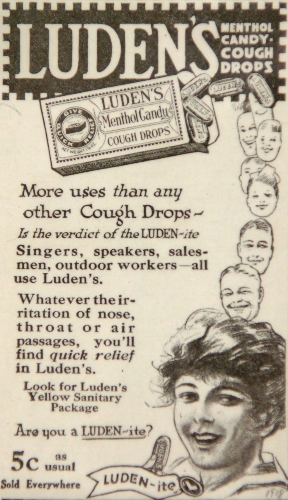 LUDEN'S
MENTHOL
CANDY-
COUGH
DROPS
LUDEN'S
Menthol Candy
COUGH DROPS
GIVE
QUICK RELIEF
More uses than any
other Cough Drops~
Is the verdict of the LUDEN-ite
Singers, speakers, sales-
men, outdoor workers—all
use Luden's.
Whatever the ir-
ritation of nose,
throat or air
passages, you'll
find quick relief
in Luden's.
Look for Luden's
Yellow Sanitary
Package
Are you a LUDEN-ite?
5c as usual
Sold Everywhere
LUDEN-ite